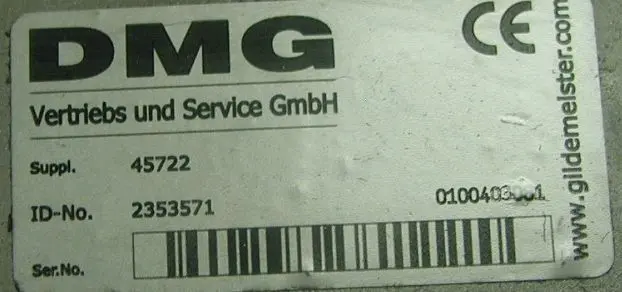 DMG
CE
Vertriebs und Service GmbH
Suppl. 45722
ID-No. 2353571
Ser.No.
www.gildemeister.com